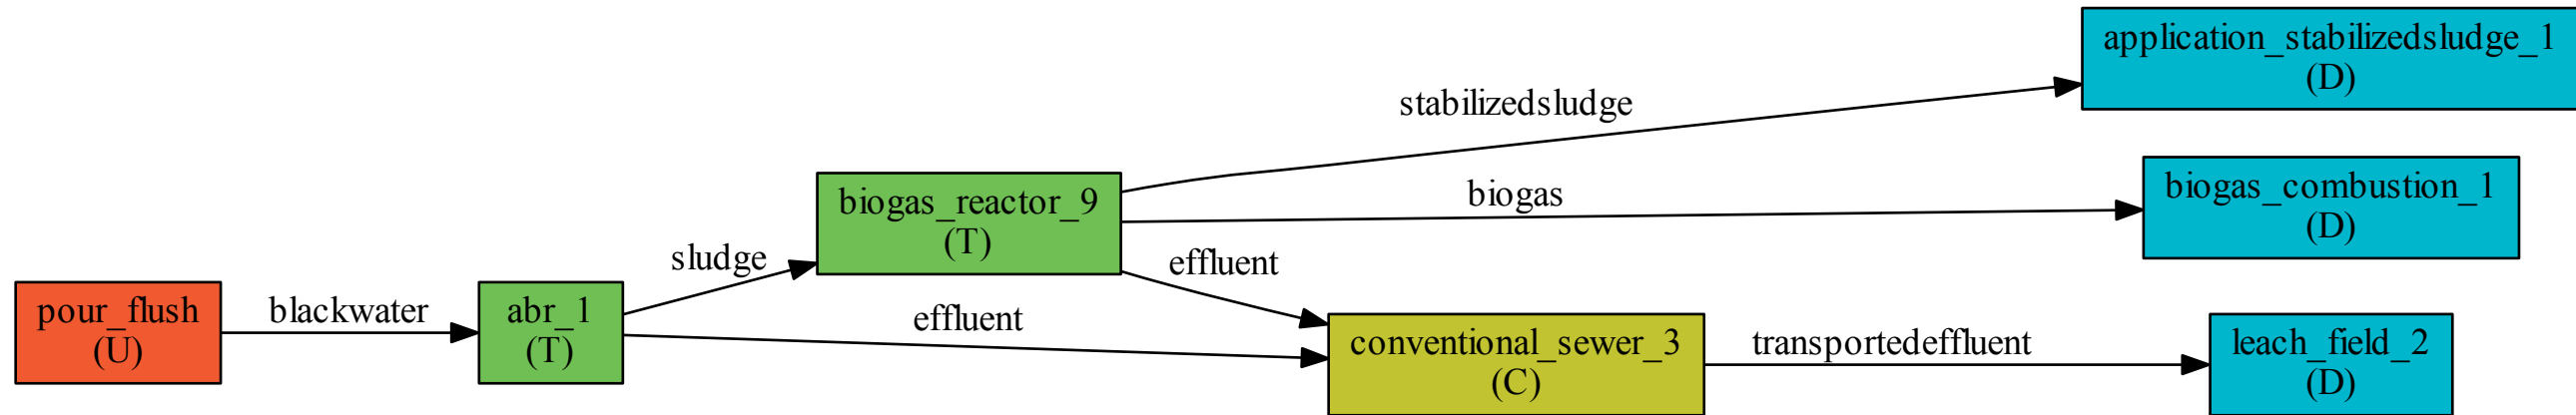 application_stabilizedsludge_1
(D)
stabilizedsludge
biogas_combustion_1
(D)
biogas
biogas_reactor_9
(T)
sludge
effluent
pour_flush
(U)
blackwater
abr_1
(T)
effluent
conventional_sewer_3
(C)
transportedeffluent
leach_field_2
(D)